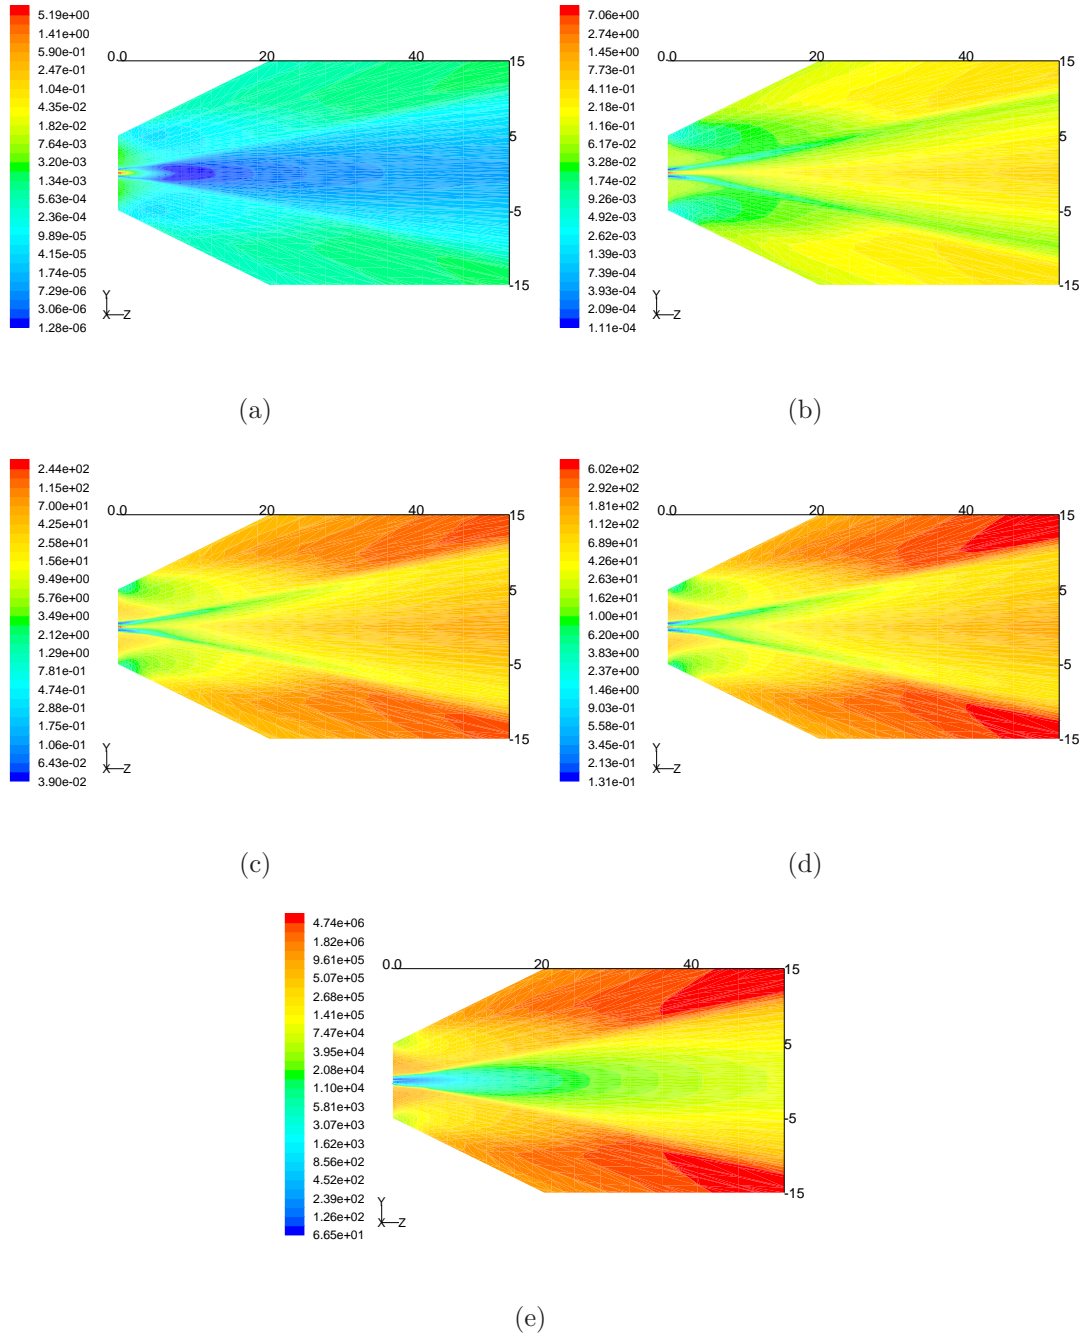 5.19e+00
1.41e+00
5.90e-01
2.47e-01
1.04e-01
4.35e-02
1.82e-02
7.64e-03
3.20e-03
1.34e-03
5.63e-04
2.36e-04
9.89e-05
4.15e-05
1.74e-05
7.29e-06
3.06e-06
1.28e-06
0.0 20 40
15
5
-5
-15
Y
X Z
(a)
7.06e+00
2.74e+00
1.45e+00
7.73e-01
4.11e-01
2.18e-01
1.16e-01
6.17e-02
3.28e-02
1.74e-02
9.26e-03
4.92e-03
2.62e-03
1.39e-03
7.39e-04
3.93e-04
2.09e-04
1.11e-04
0.0 20 40
15
5
-5
-15
Y
X Z
(b)
2.44e+02
1.15e+02
7.00e+01
4.25e+01
2.58e+01
1.56e+01
9.49e+00
5.76e+00
3.49e+00
2.12e+00
1.29e+00
7.81e-01
4.74e-01
2.88e-01
1.75e-01
1.06e-01
6.43e-02
3.90e-02
0.0 20 40
15
5
-5
-15
Y
X Z
(c)
6.02e+02
2.92e+02
1.81e+02
1.12e+02
6.89e+01
4.26e+01
2.63e+01
1.62e+01
1.00e+01
6.20e+00
3.83e+00
2.37e+00
1.46e+00
9.03e-01
5.58e-01
3.45e-01
2.13e-01
1.31e-01
0.0 20 40
15
5
-5
-15
Y
X Z
(d)
4.74e+06
1.82e+06
9.61e+05
5.07e+05
2.68e+05
1.41e+05
7.47e+04
3.95e+04
2.08e+04
1.10e+04
5.81e+03
3.07e+03
1.62e+03
8.56e+02
4.52e+02
2.39e+02
1.26e+02
6.65e+01
0.0 20 40
15
5
-5
-15
Y
X Z
(e)